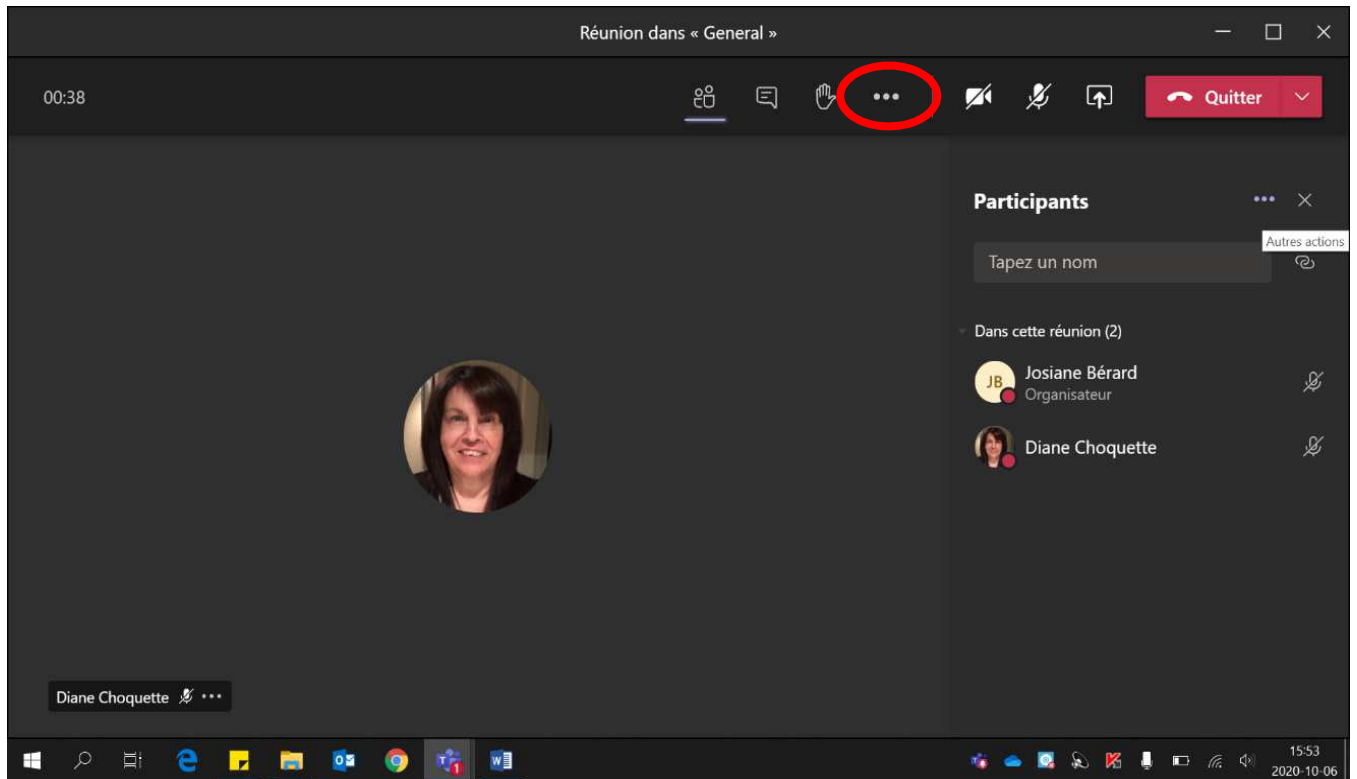 Réunion dans « General »
00:38
Quitter
Participants
Autres actions
Tapez un nom
Dans cette réunion (2)
JB
Josiane Bérard
Organisateur
Diane Choquette
Diane Choquette
15:53
2020-10-06